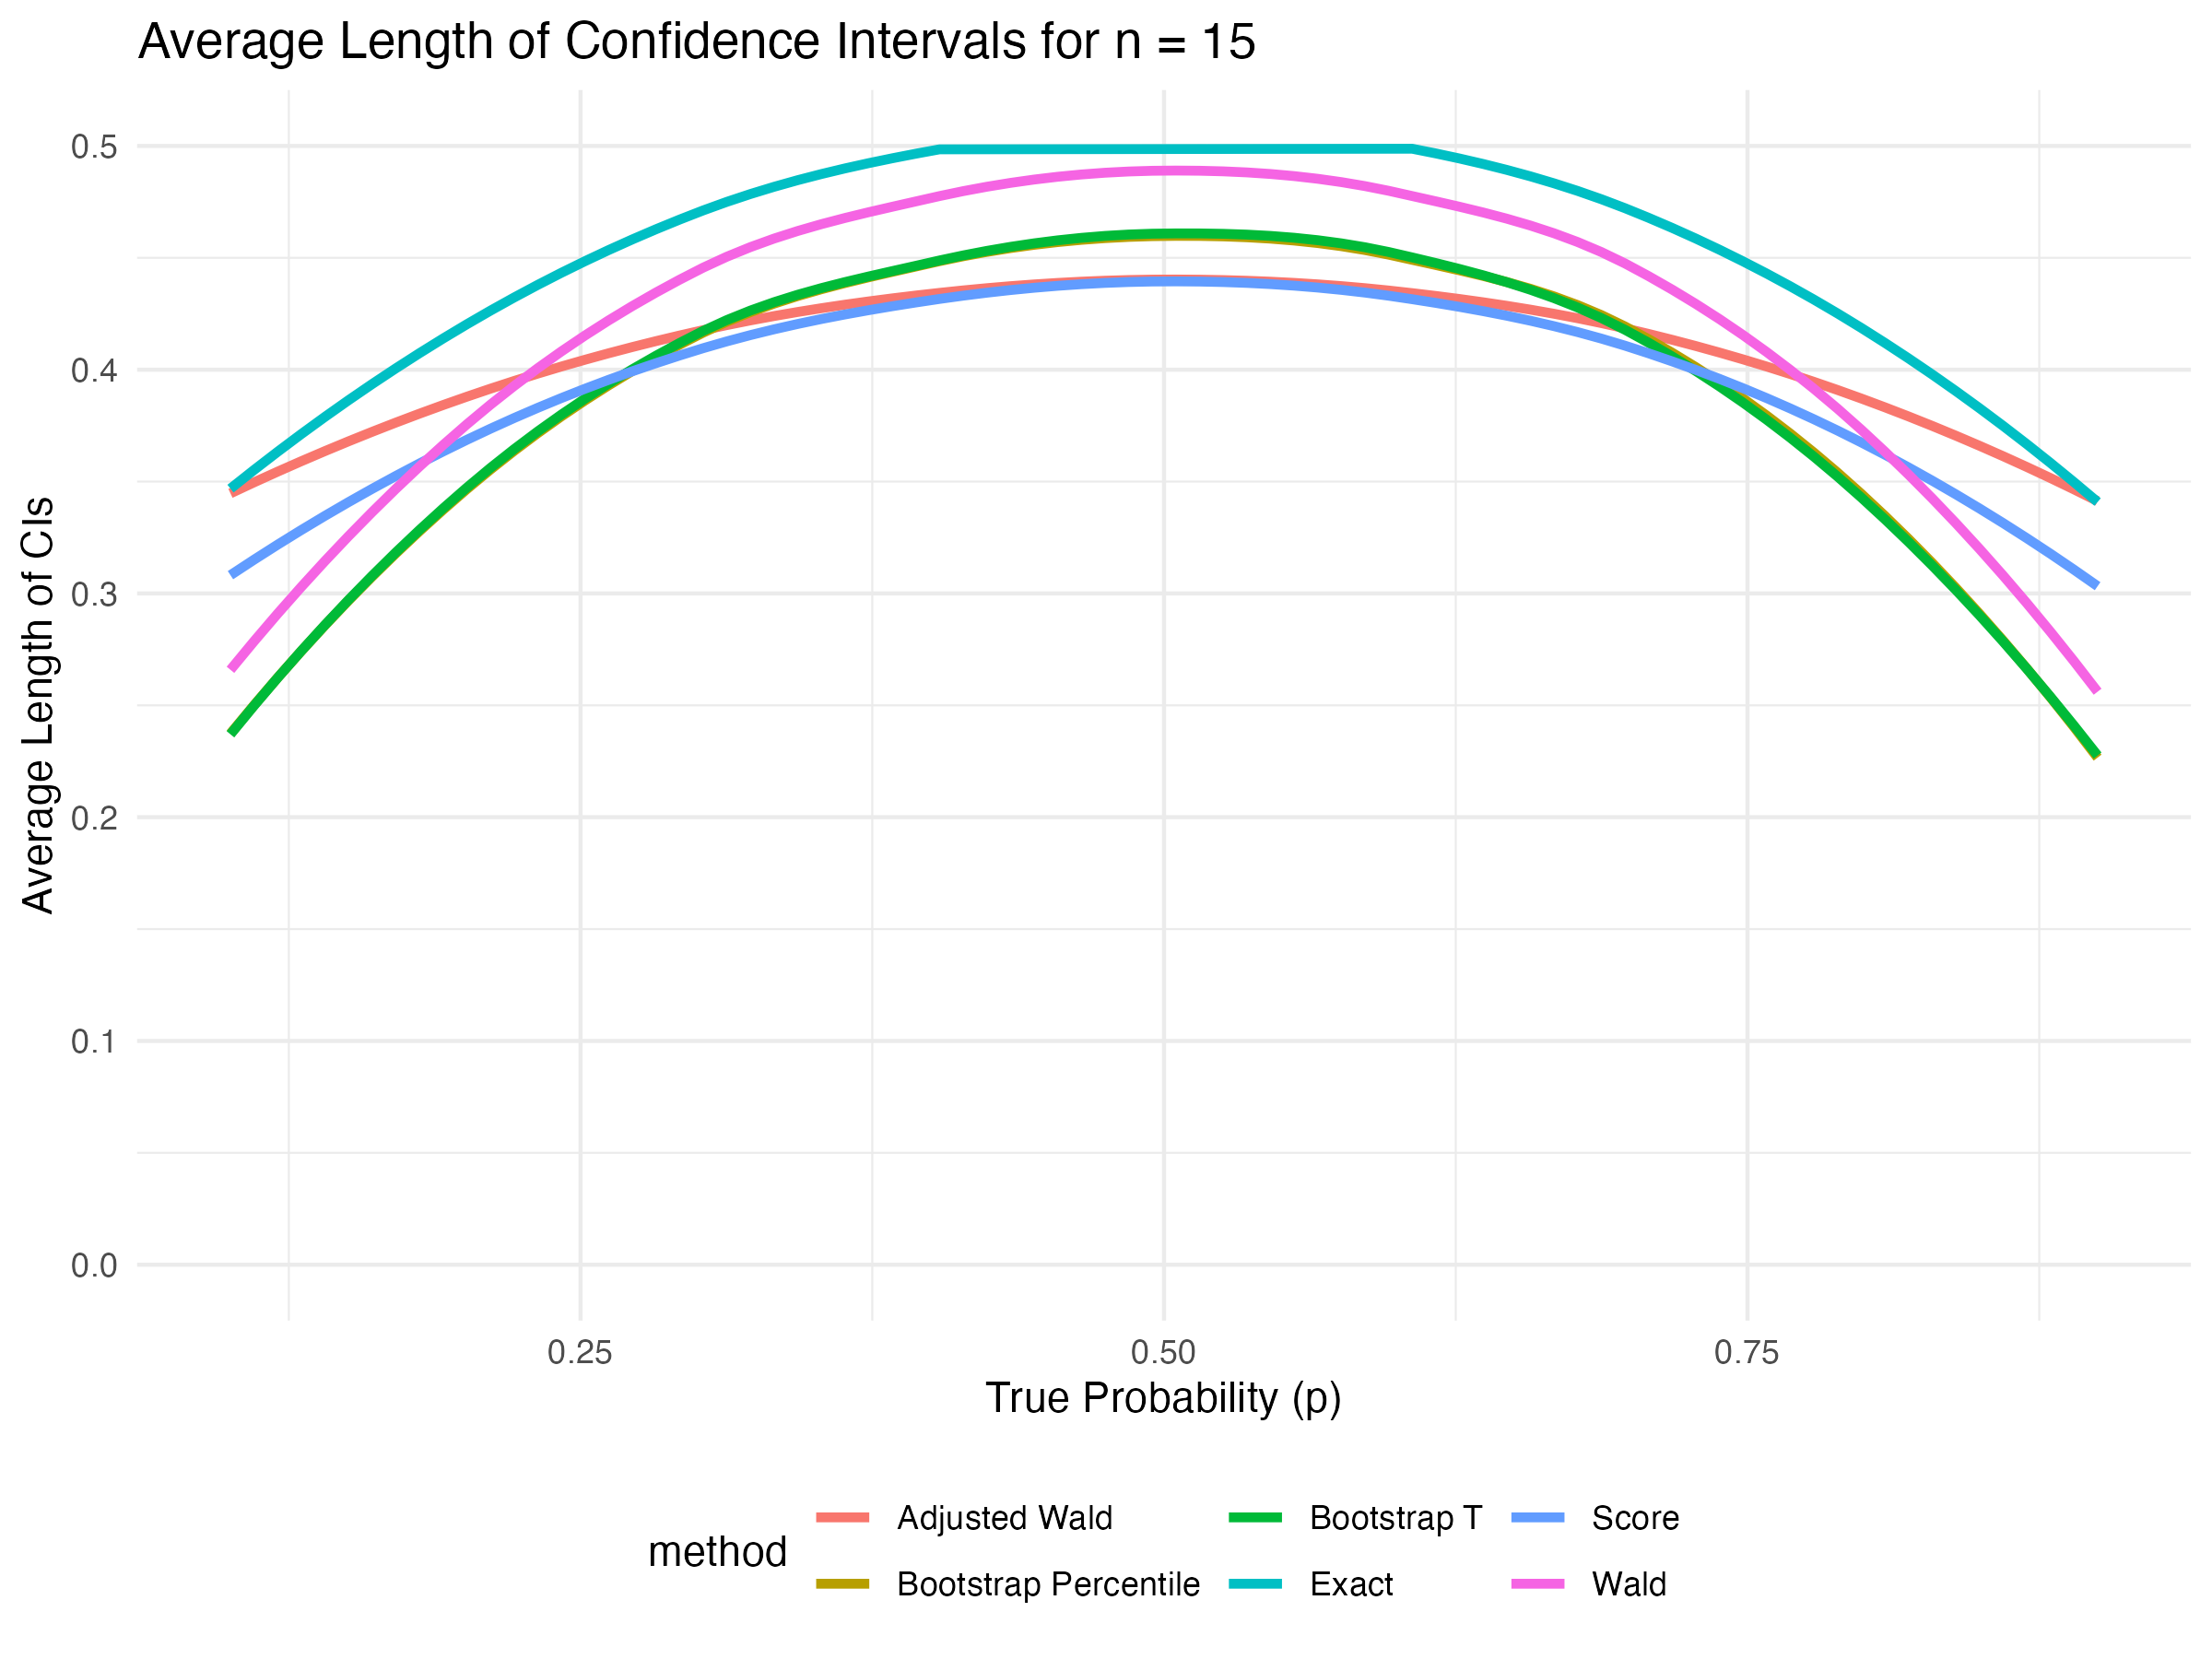 Average Length of Confidence Intervals for n = 15
Average Length of CIs
0.5
0.4
0.3
0.2
0.1
0.0
0.25 0.50 0.75
True Probability (p)
method
Adjusted Wald Bootstrap T Score
Bootstrap Percentile Exact Wald